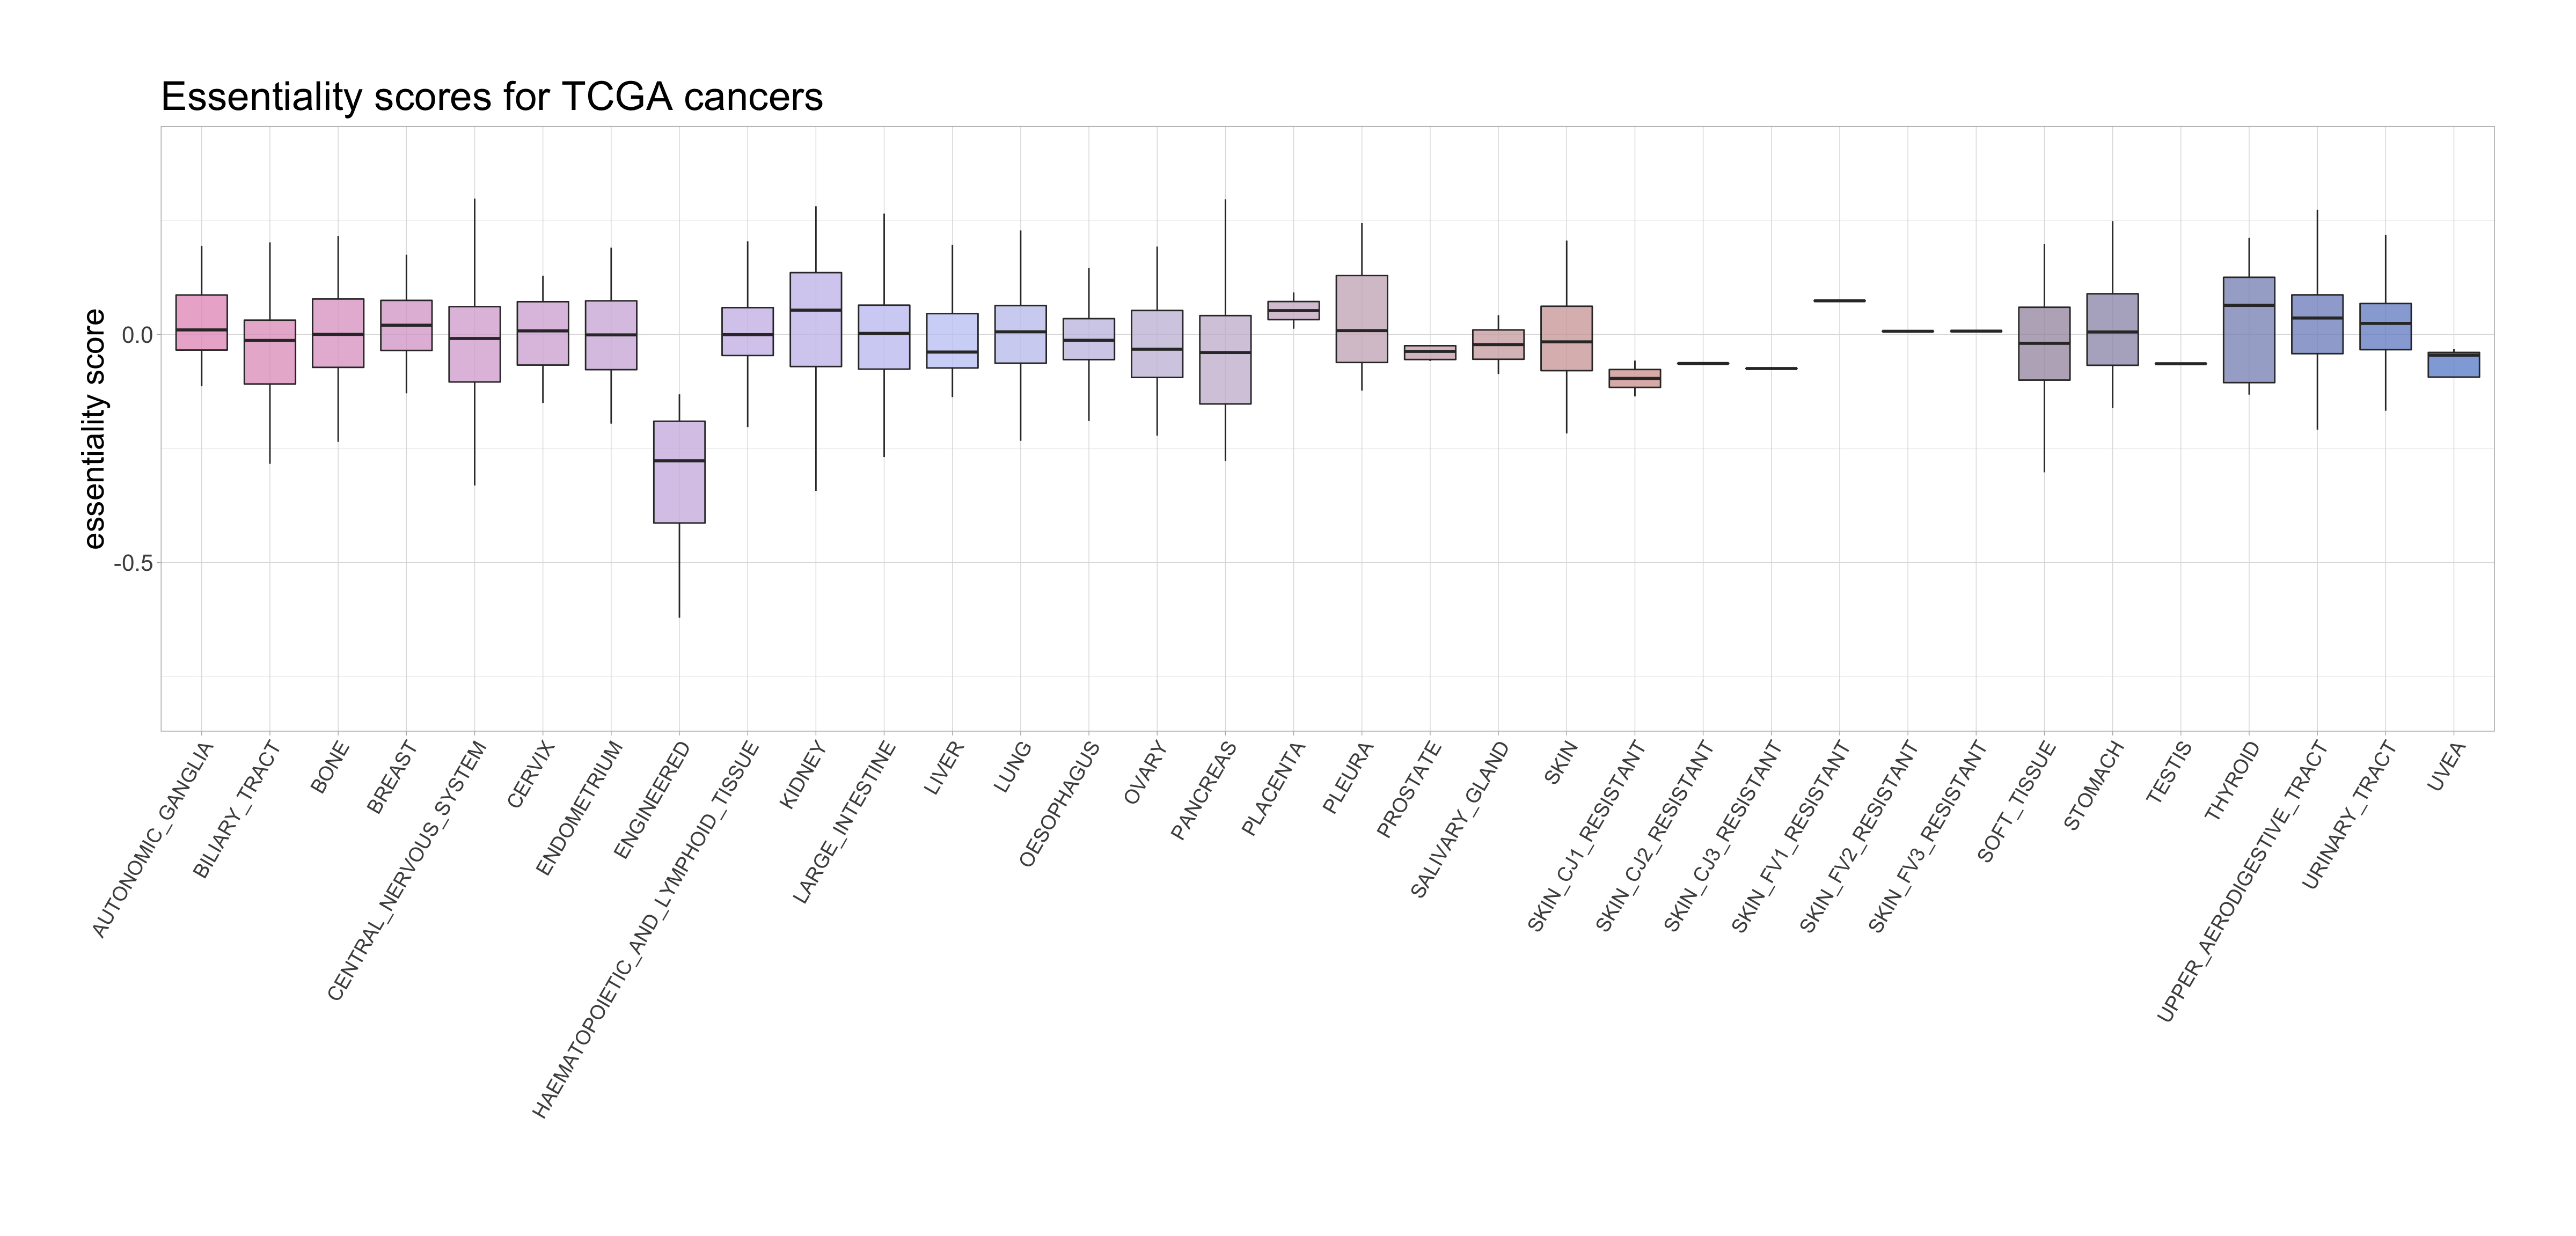 Essentiality scores for TCGA cancers
essentiality score
0.0
-0.5
AUTONOMIC_GANGLIA
BILIARY_TRACT
BONE
BREAST
CENTRAL_NERVOUS_SYSTEM
CERVIX
ENDOMETRIUM
ENGINEERED
HAEMATOPOIETIC_AND_LYMPHOID_TISSUE
KIDNEY
LARGE_INTESTINE
LIVER
LUNG
OESOPHAGUS
OVARY
PANCREAS
PLACENTA
PLEURA
PROSTATE
SALIVARY_GLAND
SKIN
SKIN_CJ1_RESISTANT
SKIN_CJ2_RESISTANT
SKIN_CJ3_RESISTANT
SKIN_FV1_RESISTANT
SKIN_FV2_RESISTANT
SKIN_FV3_RESISTANT
SOFT_TISSUE
STOMACH
TESTIS
THYROID
UPPER_AERODIGESTIVE_TRACT
URINARY_TRACT
UVEA